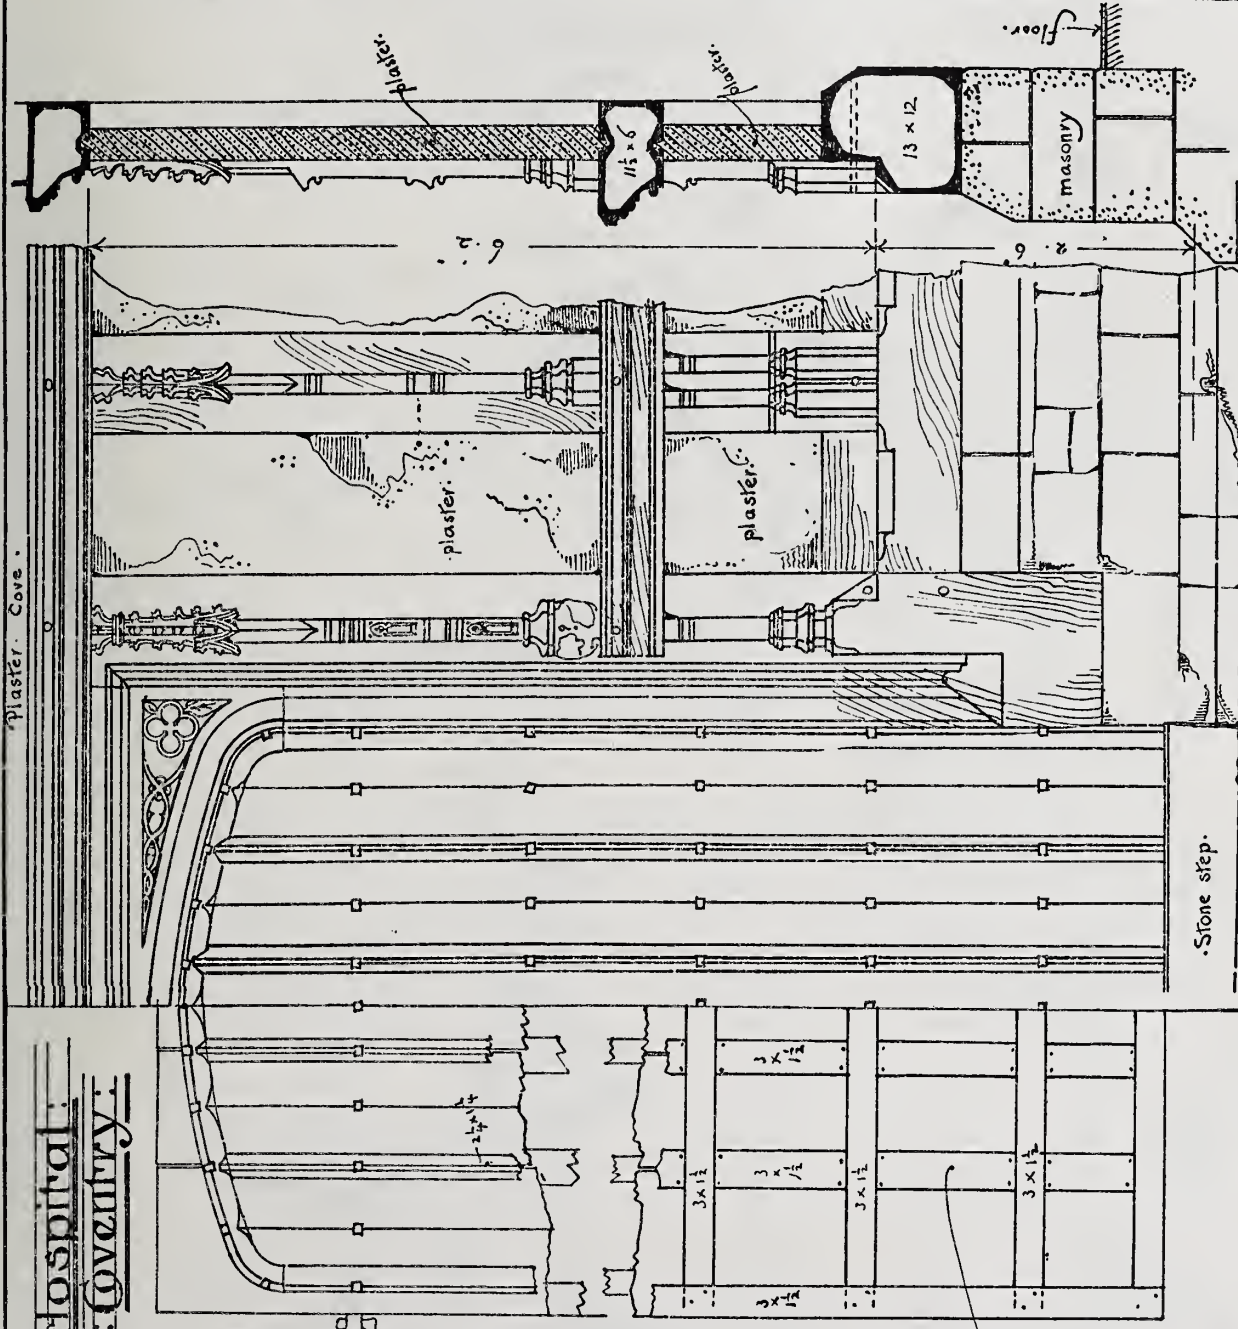 Hospital:
Coventry:
Plaster. Cove.
plaster.
plaster.
floor.
11½ × 6
13 × 12
masonry
6·2
2·6
plaster.
plaster.
Stone step.
2¼ × 1¼
3 × 1½
3 × 1½
3 × 1½
3 × 1½
3 × 1½
3 × 1½